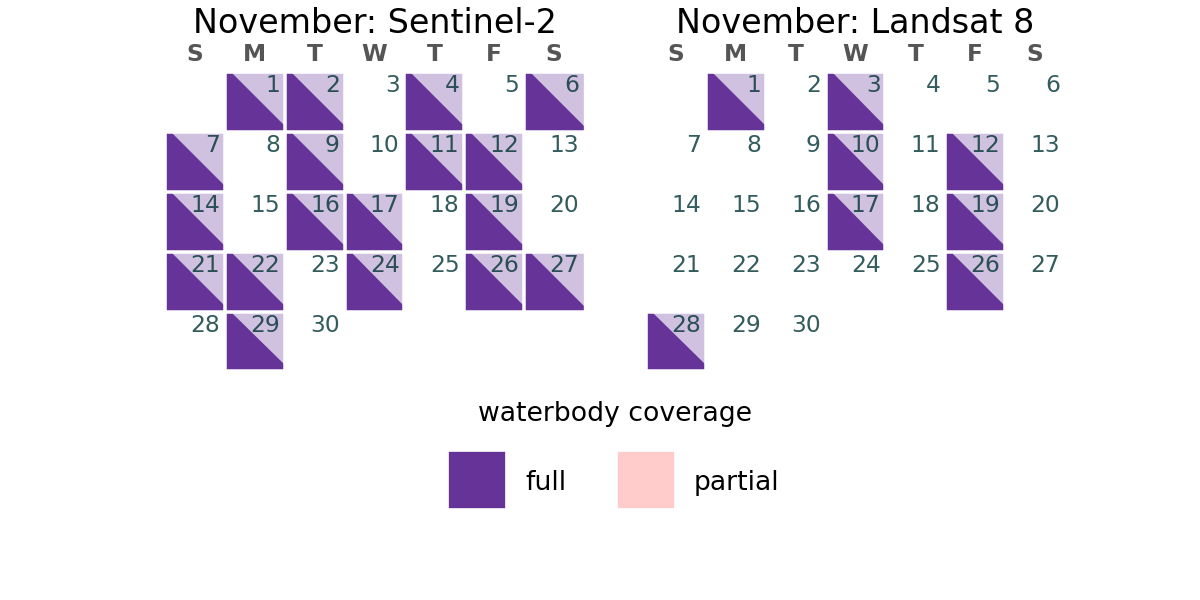 November: Sentinel-2
S M T W T F S
1 2 3 4 5 6
7 8 9 10 11 12 13
14 15 16 17 18 19 20
21 22 23 24 25 26 27
28 29 30
November: Landsat 8
S M T W T F S
1 2 3 4 5 6
7 8 9 10 11 12 13
14 15 16 17 18 19 20
21 22 23 24 25 26 27
28 29 30
waterbody coverage
full partial